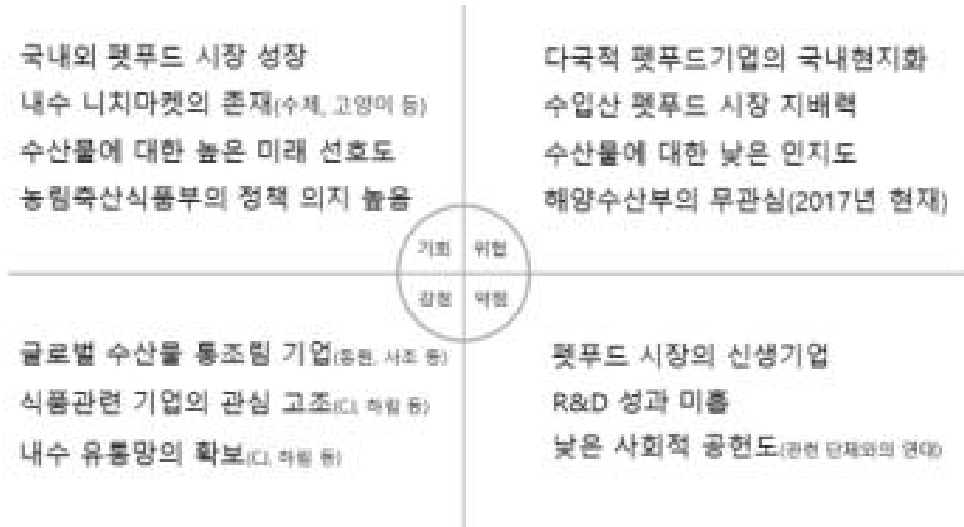 국내외 펫푸드 시장 성장
내수 니치마켓의 존재(수제, 고양이 등)
수산물에 대한 높은 미래 선호도
농림축산식품부의 정책 의지 높음
다국적 펫푸드기업의 국내현지화
수입산 펫푸드 시장 지배력
수산물에 대한 낮은 인지도
해양수산부의 무관심(2017년 현재)
기회 위협
강점 약점
글로벌 수산물 통조림 기업(동원, 사조 등)
식품관련 기업의 관심 고조(CJ, 하림 등)
내수 유통망의 확보(CJ, 하림 등)
펫푸드 시장의 신생기업
R&D 성과 미흡
낮은 사회적 공헌도(관련 단체와의 연대)